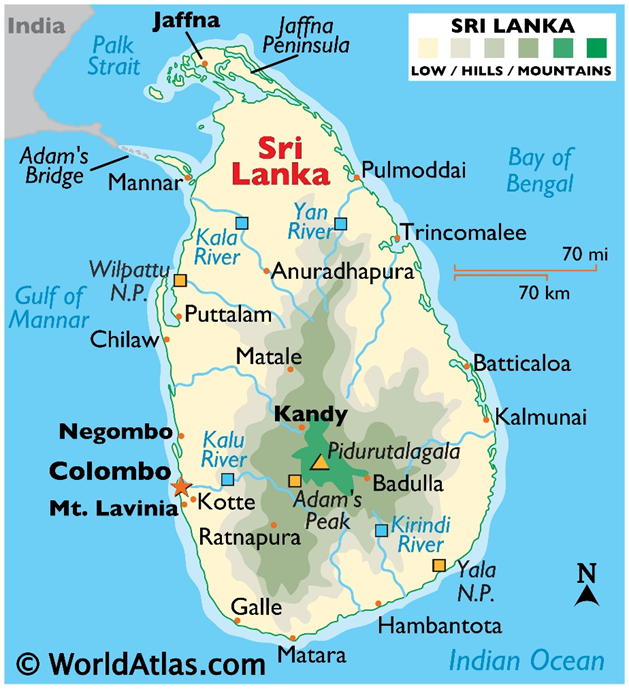 India
Jaffna
Palk
Strait
Jaffna
Peninsula
SRI LANKA
LOW / HILLS / MOUNTAINS
Adam's
Bridge
Mannar
Sri
Lanka
Pulmoddai
Bay of
Bengal
Kala
River
Yan
River
Trincomalee
Wilpattu
N.P.
Anuradhapura
70 mi
70 km
Gulf of
Mannar
Puttalam
Chilaw
Matale
Batticaloa
Kandy
Kalmunai
Negombo
Kalu
River
Pidurutalagala
Colombo
Badulla
Mt. Lavinia
Kotte
Adam's
Peak
Ratnapura
Kirindi
River
Yala
N.P.
N
Galle
Hambantota
Matara
© WorldAtlas.com
Indian Ocean